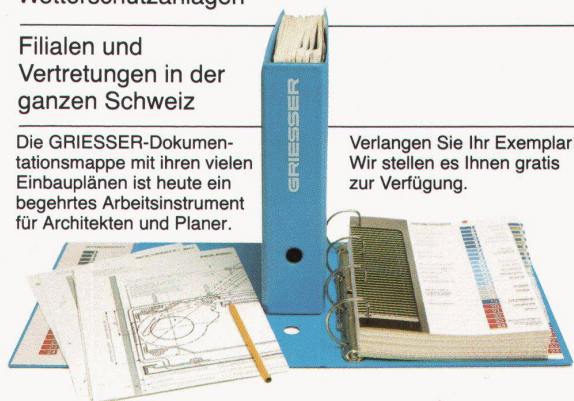 Wetterschutzanlagen
Filialen und
Vertretungen in der
ganzen Schweiz
Die GRIESSER-Dokumen-
tationsmappe mit ihren vielen
Einbauplänen ist heute ein
begehrtes Arbeitsinstrument
für Architekten und Planer.
GRIESSER
Verlangen Sie Ihr Exemplar
Wir stellen es Ihnen gratis
zur Verfügung.